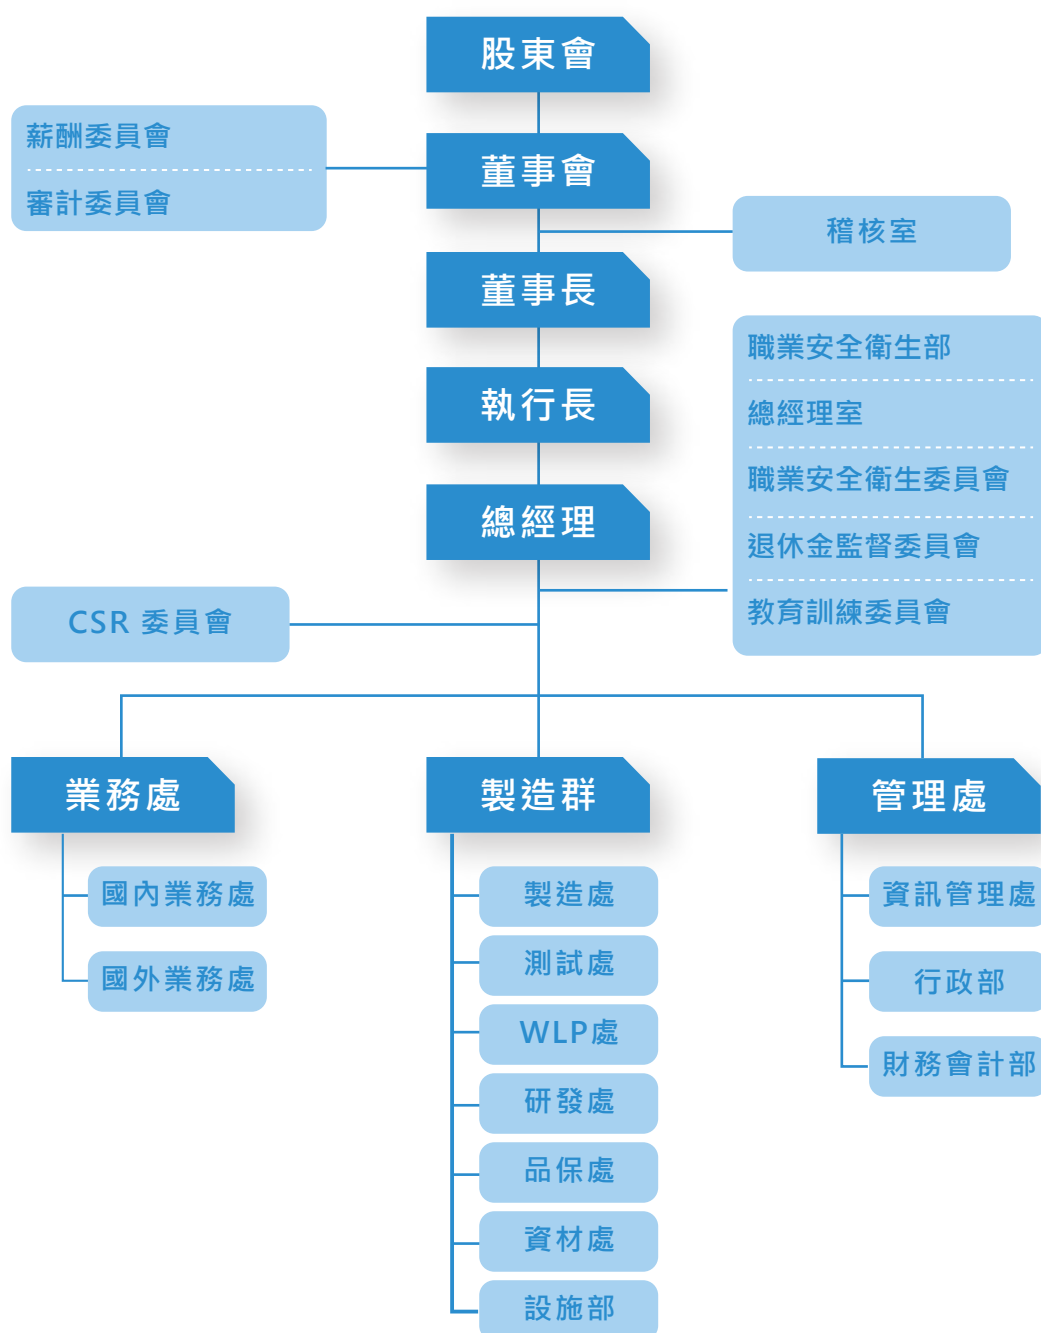 股東會
薪酬委員會
審計委員會
董事會
稽核室
董事長
執行長
總經理
職業安全衛生部
總經理室
職業安全衛生委員會
退休金監督委員會
教育訓練委員會
CSR 委員會
業務處
國內業務處
國外業務處
製造群
製造處
測試處
WLP處
研發處
品保處
資材處
設施部
管理處
資訊管理處
行政部
財務會計部